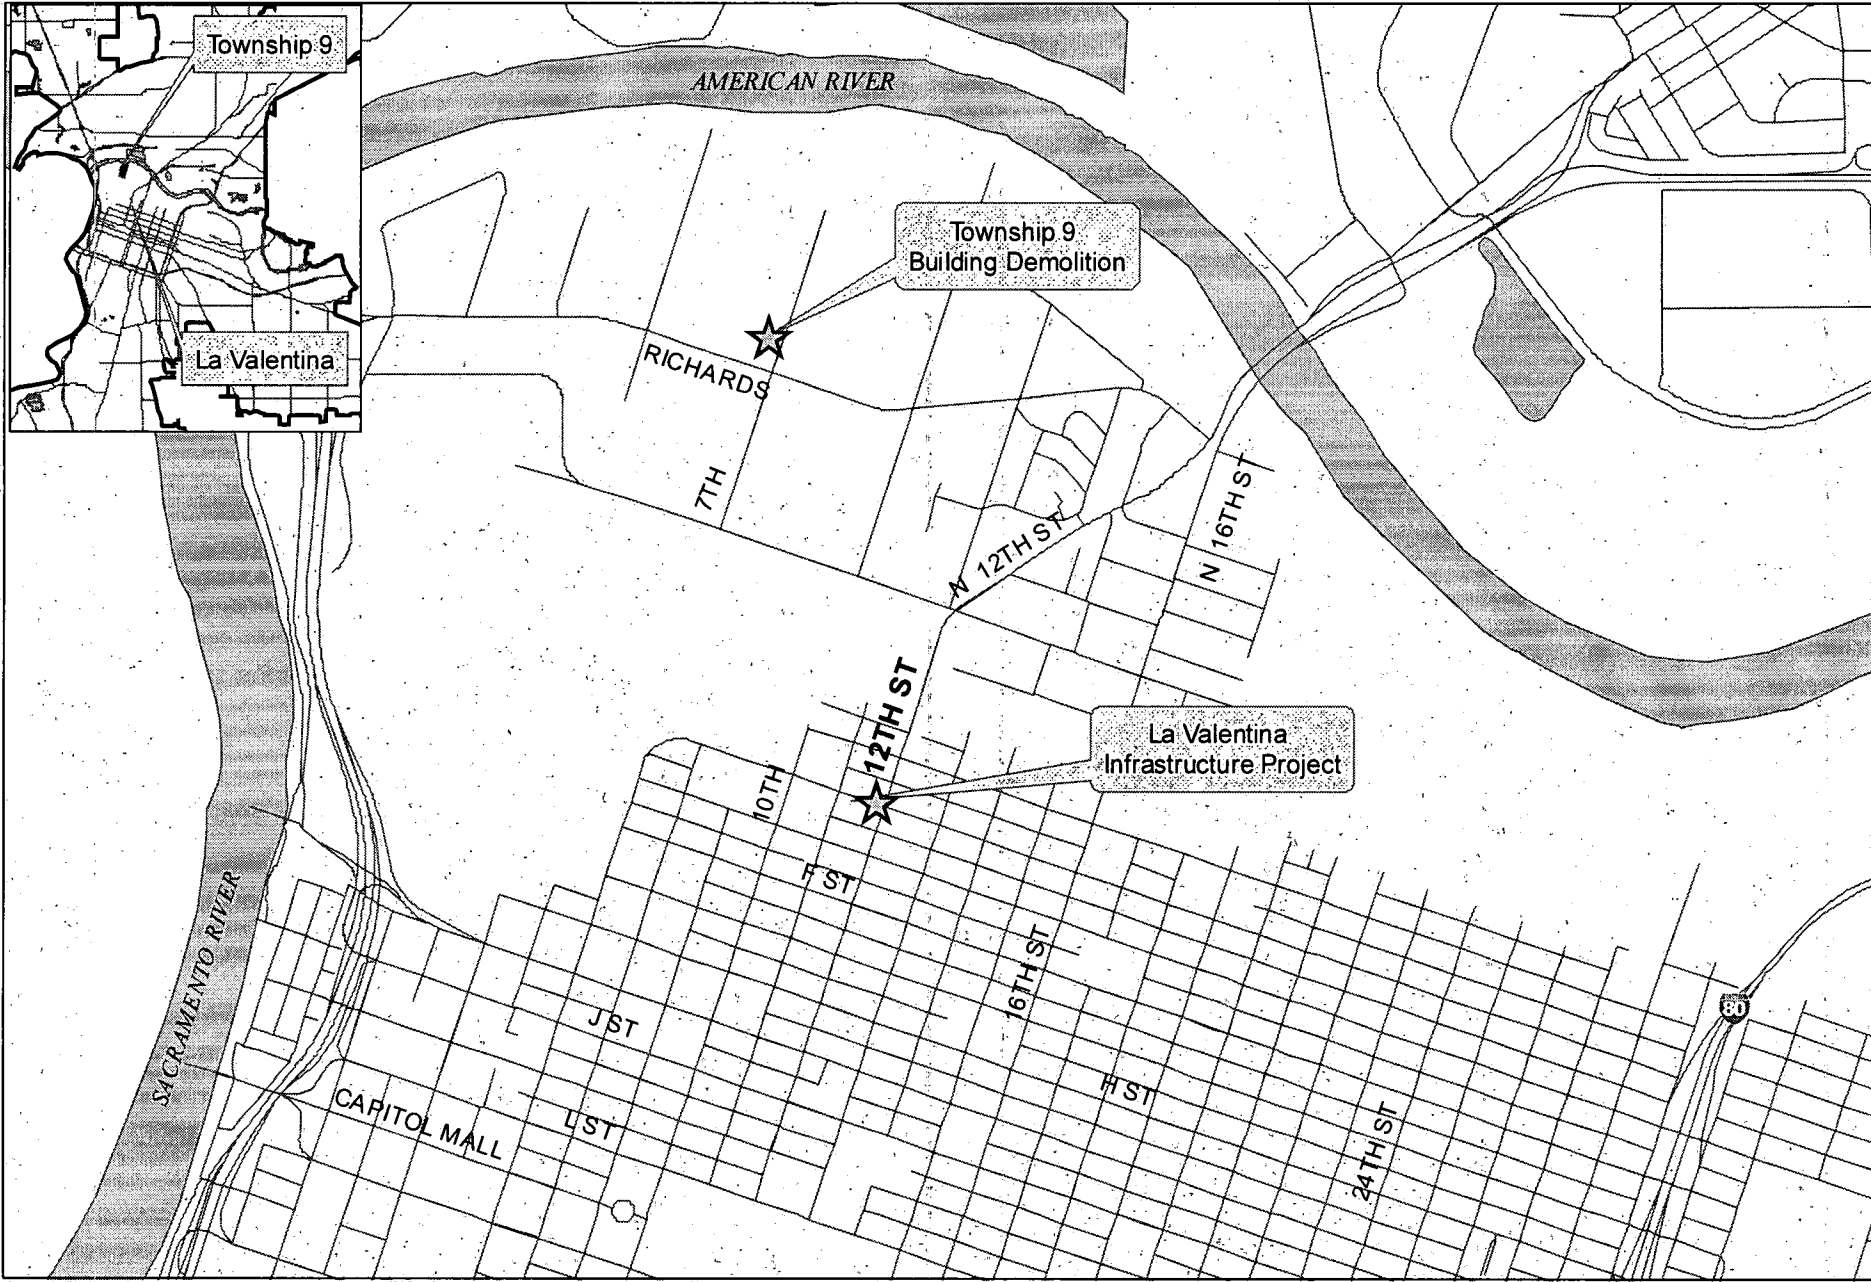 Township 9
La Valentina
AMERICAN RIVER
Township 9
Building Demolition
RICHARDS
7TH
N 16TH ST
N 12TH ST
12TH ST
La Valentina
Infrastructure Project
10TH
F ST
SACRAMENTO RIVER
16TH ST
80
J ST
H ST
CAPITOL MALL
L ST
24TH ST